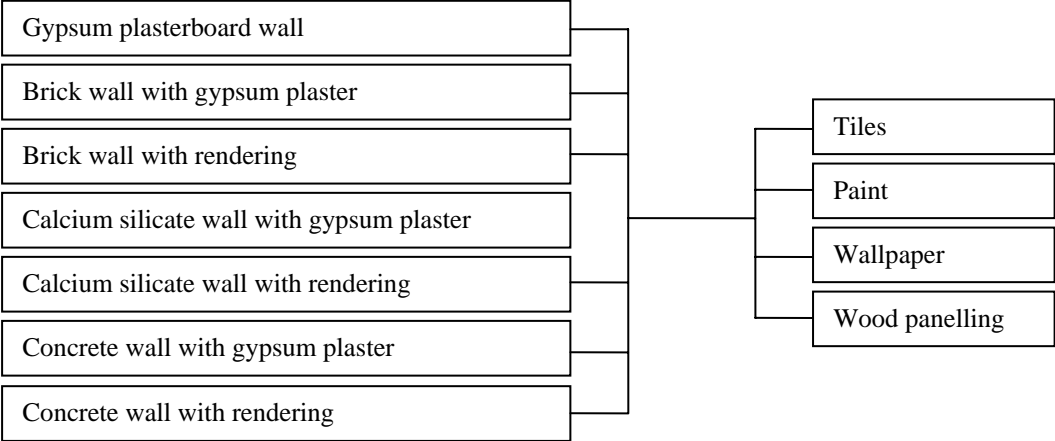 Gypsum plasterboard wall
Brick wall with gypsum plaster
Brick wall with rendering
Calcium silicate wall with gypsum plaster
Calcium silicate wall with rendering
Concrete wall with gypsum plaster
Concrete wall with rendering
Tiles
Paint
Wallpaper
Wood panelling